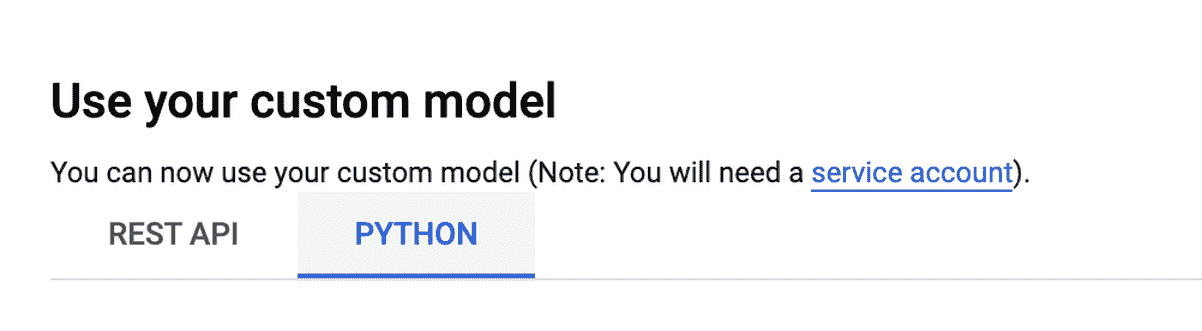 Use your custom model
You can now use your custom model (Note: You will need a service account).
REST API PYTHON